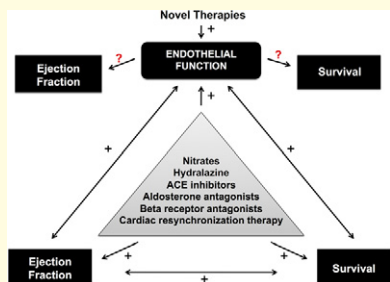 Novel Therapies
+
? ENDOTHELIAL ?
FUNCTION
Ejection
Fraction
Survival
+
+ +
Nitrates
Hydralazine
ACE inhibitors
Aldosterone antagonists
Beta receptor antagonists
Cardiac resynchronization therapy
Ejection
Fraction
+ +
Survival
+